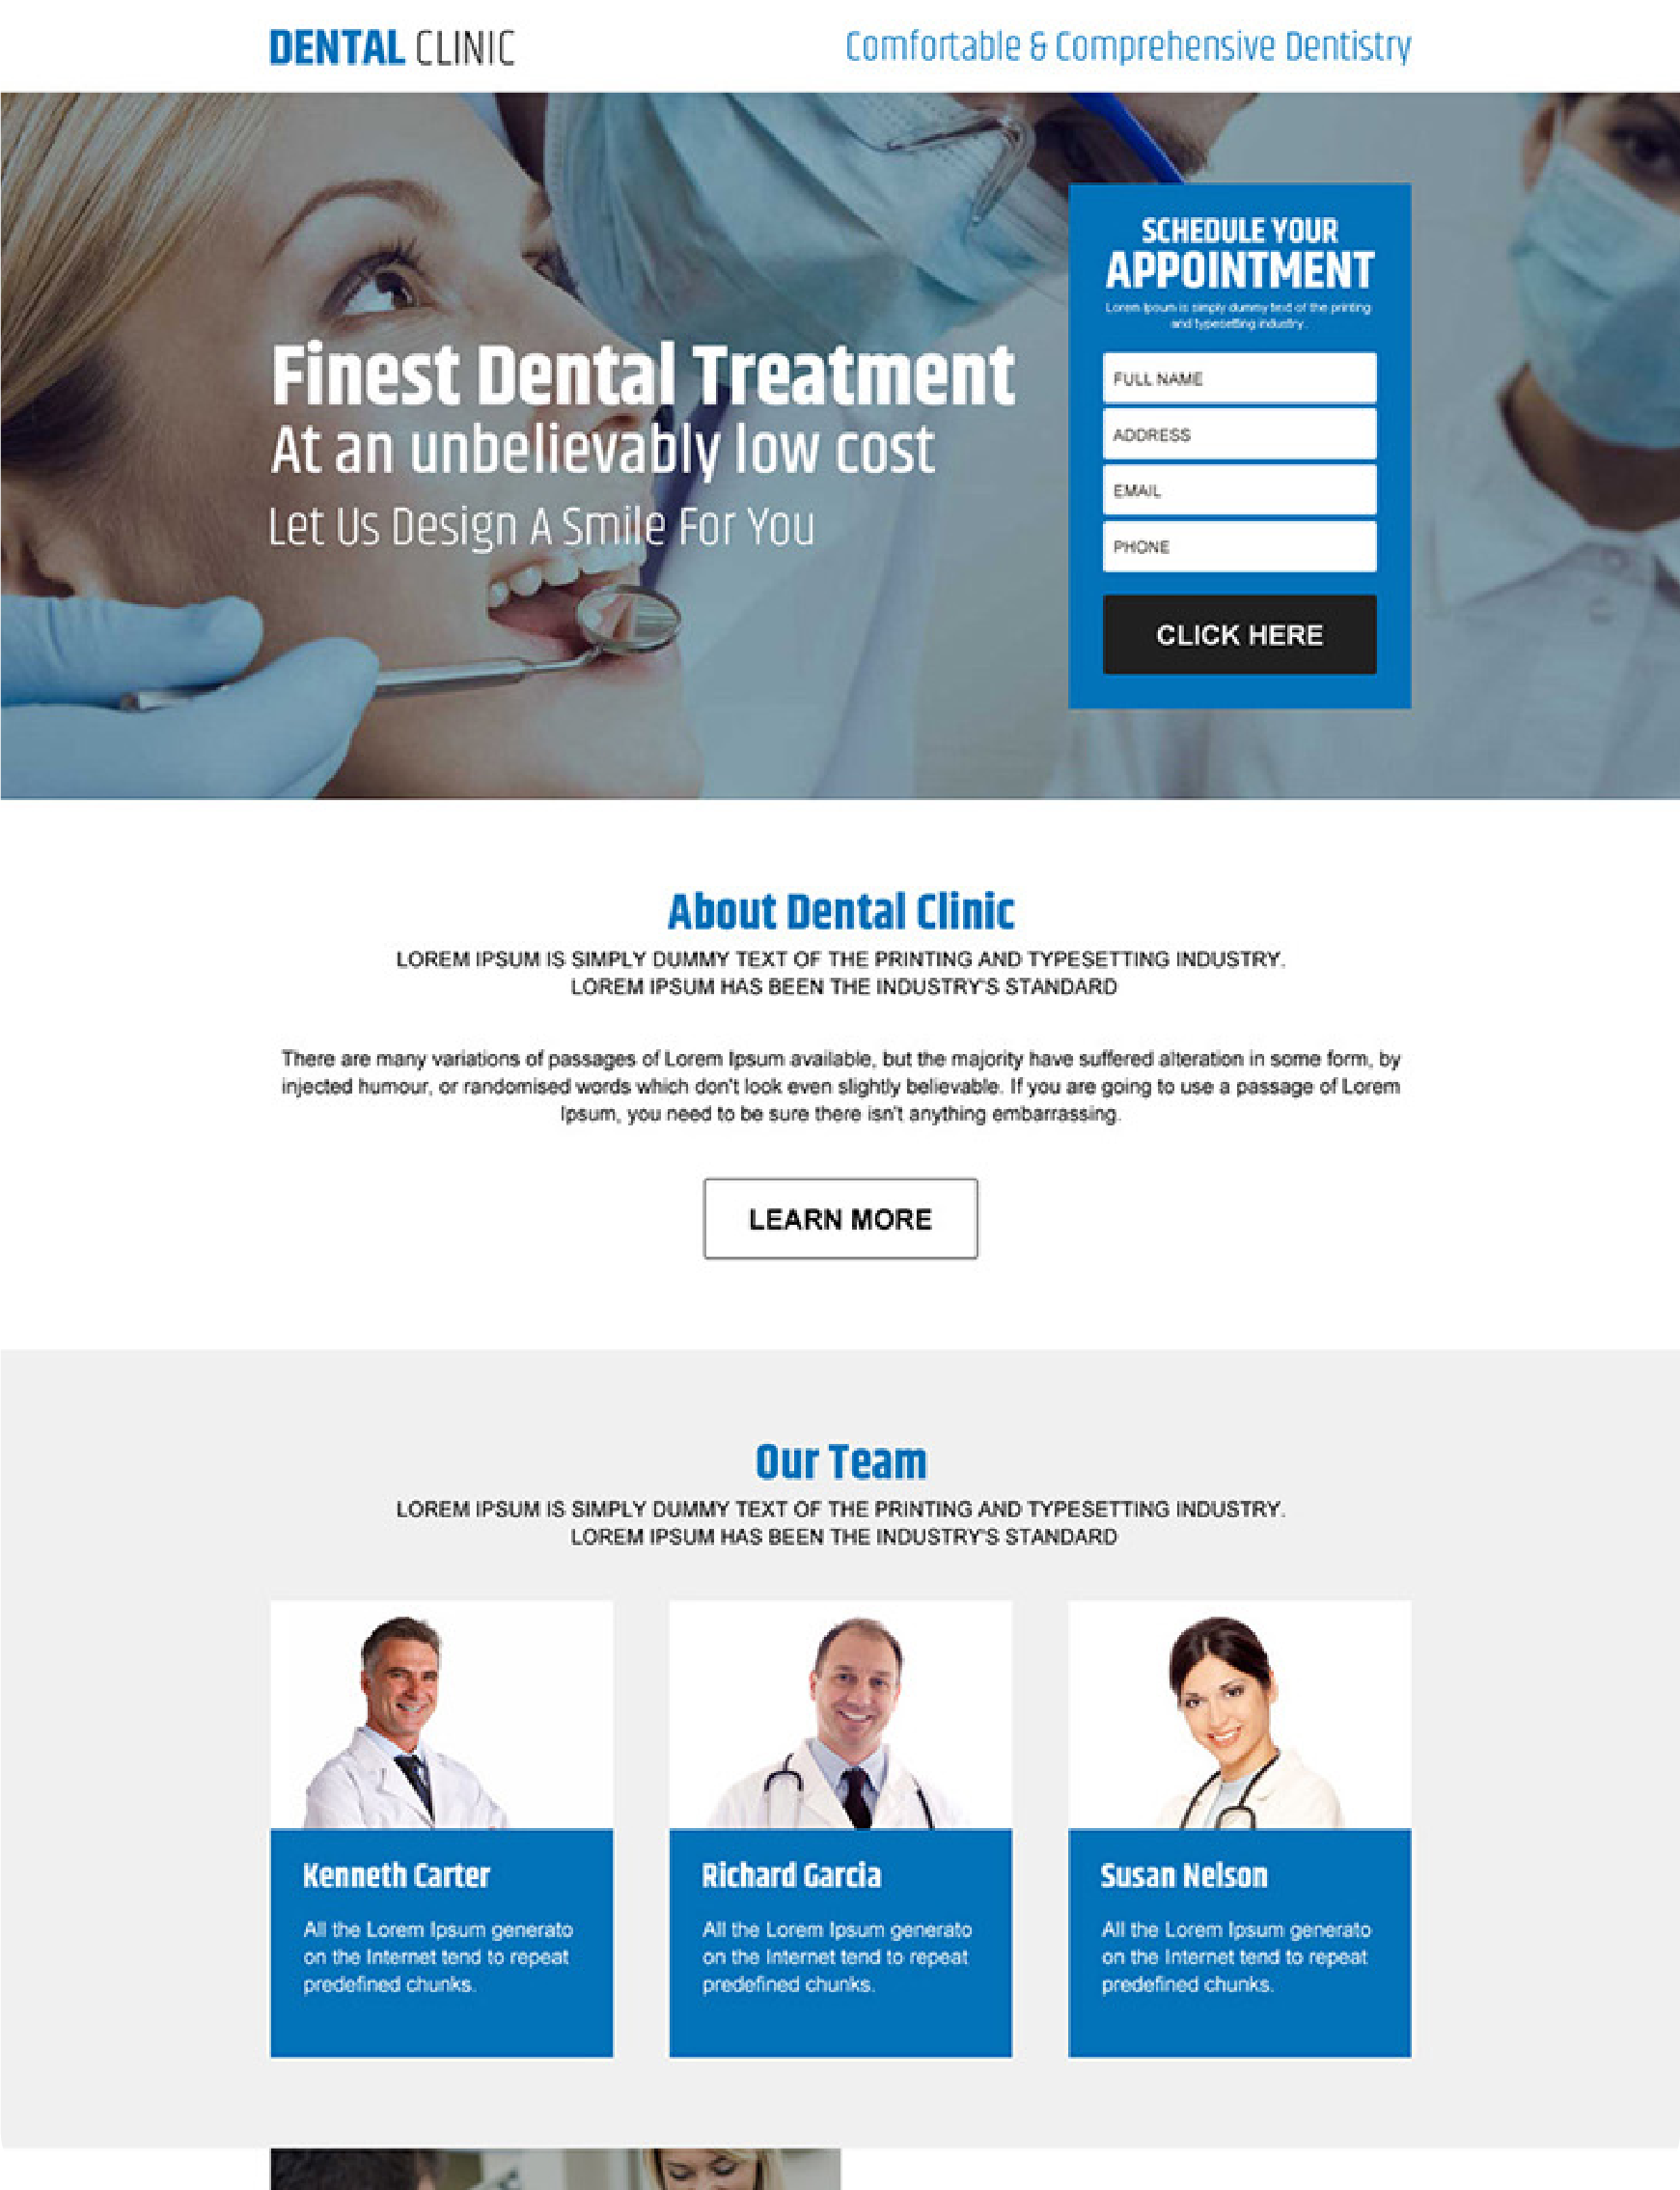 DENTAL CLINIC
Comfortable & Comprehensive Dentistry
Finest Dental Treatment
At an unbelievably low cost
Let Us Design A Smile For You
SCHEDULE YOUR
APPOINTMENT
Lorem Ipsum is simply dummy text of the printing
and typesetting industry.
FULL NAME
ADDRESS
EMAIL
PHONE
CLICK HERE
About Dental Clinic
LOREM IPSUM IS SIMPLY DUMMY TEXT OF THE PRINTING AND TYPESETTING INDUSTRY.
LOREM IPSUM HAS BEEN THE INDUSTRY'S STANDARD
There are many variations of passages of Lorem Ipsum available, but the majority have suffered alteration in some form, by
injected humour, or randomised words which don't look even slightly believable. If you are going to use a passage of Lorem
Ipsum, you need to be sure there isn't anything embarrassing.
LEARN MORE
Our Team
LOREM IPSUM IS SIMPLY DUMMY TEXT OF THE PRINTING AND TYPESETTING INDUSTRY.
LOREM IPSUM HAS BEEN THE INDUSTRY'S STANDARD
Kenneth Carter
All the Lorem Ipsum generato
on the Internet tend to repeat
predefined chunks.
Richard Garcia
All the Lorem Ipsum generato
on the Internet tend to repeat
predefined chunks.
Susan Nelson
All the Lorem Ipsum generato
on the Internet tend to repeat
predefined chunks.